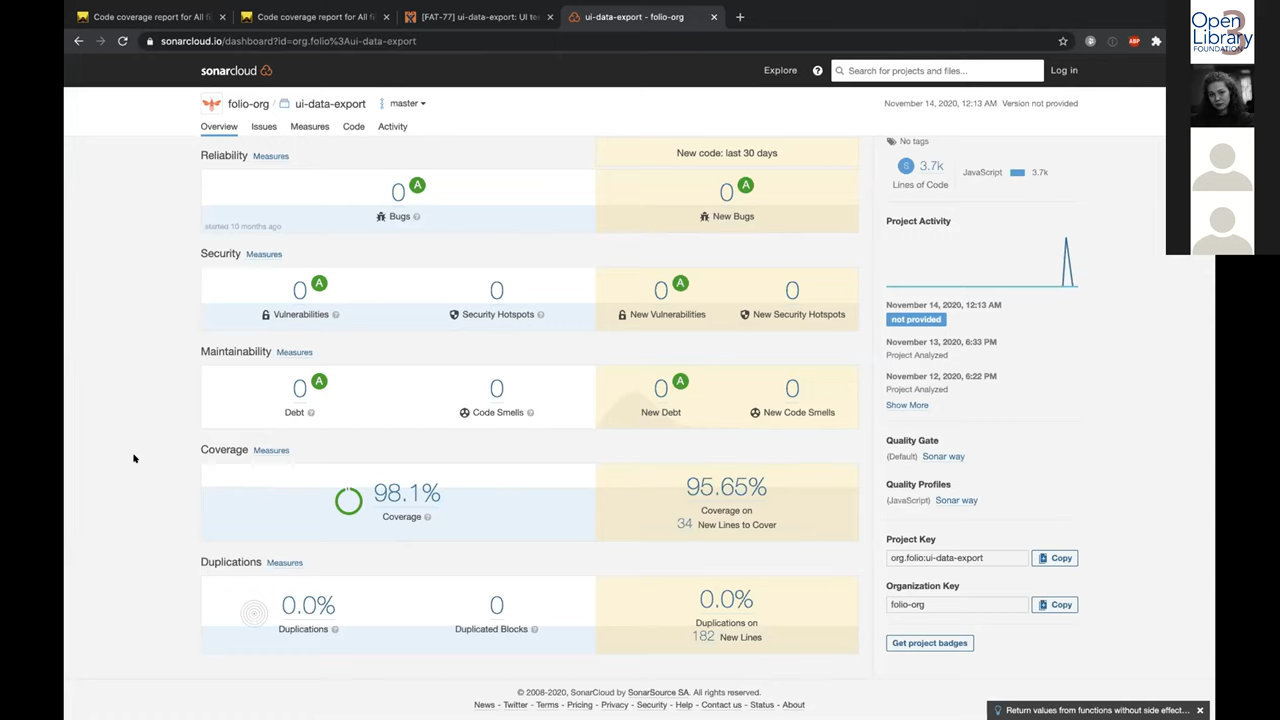 Code coverage report for All fi
Code coverage report for All fi
[FAT-77] ui-data-export: UI te
ui-data-export - folio-org
sonarcloud.io/dashboard?id=org.folio%3Aui-data-export
ABP
Open
Library
FOUNDATION
3
sonarcloud
Explore
Search for projects and files...
Log in
folio-org / ui-data-export master
November 14, 2020, 12:13 AM Version not provided
Overview Issues Measures Code Activity
Reliability Measures
New code: last 30 days
0 A
Bugs
started 10 months ago
0 A
New Bugs
Security Measures
0 A
Vulnerabilities
0
Security Hotspots
0 A
New Vulnerabilities
0
New Security Hotspots
Maintainability Measures
0 A
Debt
0
Code Smells
0 A
New Debt
0
New Code Smells
Coverage Measures
98.1%
Coverage
95.65%
Coverage on
34 New Lines to Cover
Duplications Measures
0.0%
Duplications
0
Duplicated Blocks
0.0%
Duplications on
182 New Lines
No tags
S 3.7k
Lines of Code
JavaScript 3.7k
Project Activity
November 14, 2020, 12:13 AM
not provided
November 13, 2020, 6:33 PM
Project Analyzed
November 12, 2020, 6:22 PM
Project Analyzed
Show More
Quality Gate
(Default) Sonar way
Quality Profiles
(JavaScript) Sonar way
Project Key
org.folio:ui-data-export Copy
Organization Key
folio-org Copy
Get project badges
© 2008-2020, SonarCloud by SonarSource SA. All rights reserved.
News - Twitter - Terms - Pricing - Privacy - Security - Help - Contact us - Status - About
Return values from functions without side effect...